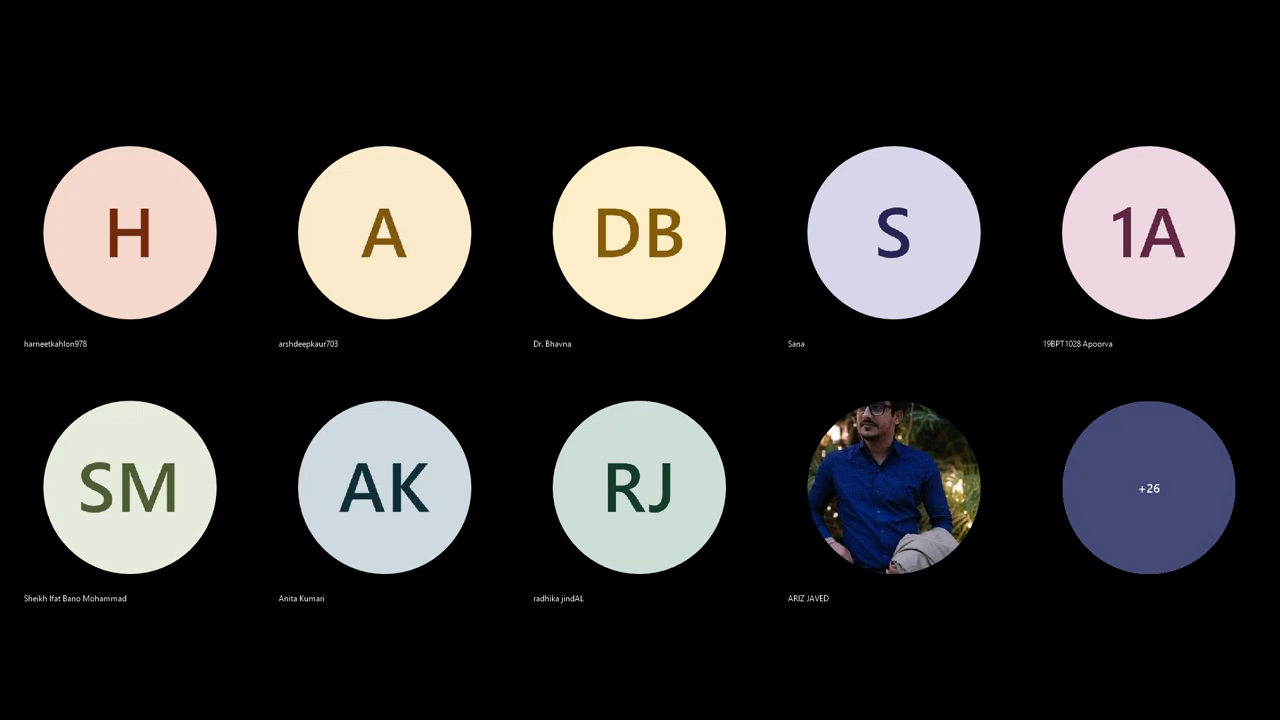 H
A
DB
S
1A
harneetkahlon978
arshdeepkaur703
Dr. Bhavna
Sana
19BPT1028 Apoorva
SM
AK
RJ
+26
Sheikh Ifat Bano Mohammad
Anita Kumari
radhika jindAL
ARIZ JAVED